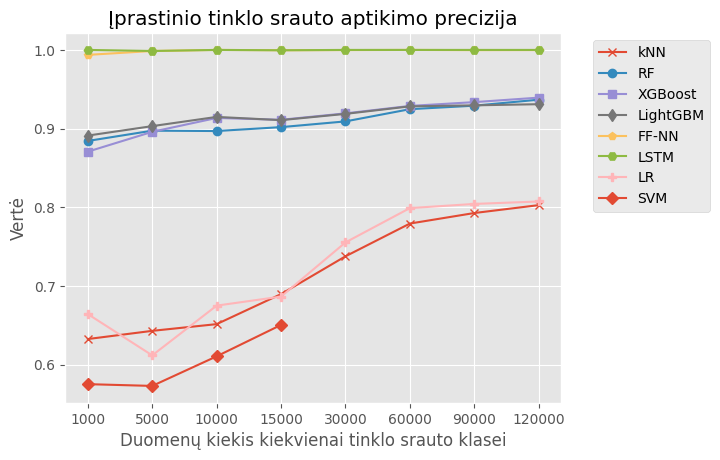 Įprastinio tinklo srauto aptikimo precizija
1.0
0.9
0.8
0.7
0.6
Vertė
1000 5000 10000 15000 30000 60000 90000 120000
Duomenų kiekis kiekvienai tinklo srauto klasei
kNN
RF
XGBoost
LightGBM
FF-NN
LSTM
LR
SVM